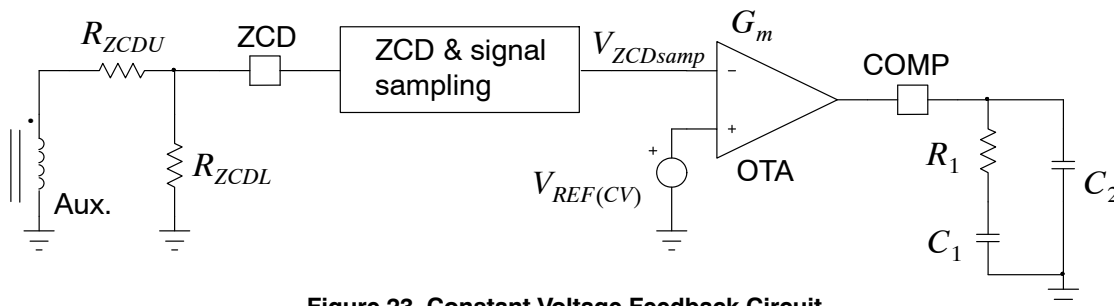 R_ZCDU
ZCD
ZCD & signal
sampling
V_ZCDsamp
G_m
COMP
−
+
OTA
R_ZCDL
Aux.
+
V_REF(CV)
R_1
C_1
C_2
Figure 23. Constant Voltage Feedback Circuit